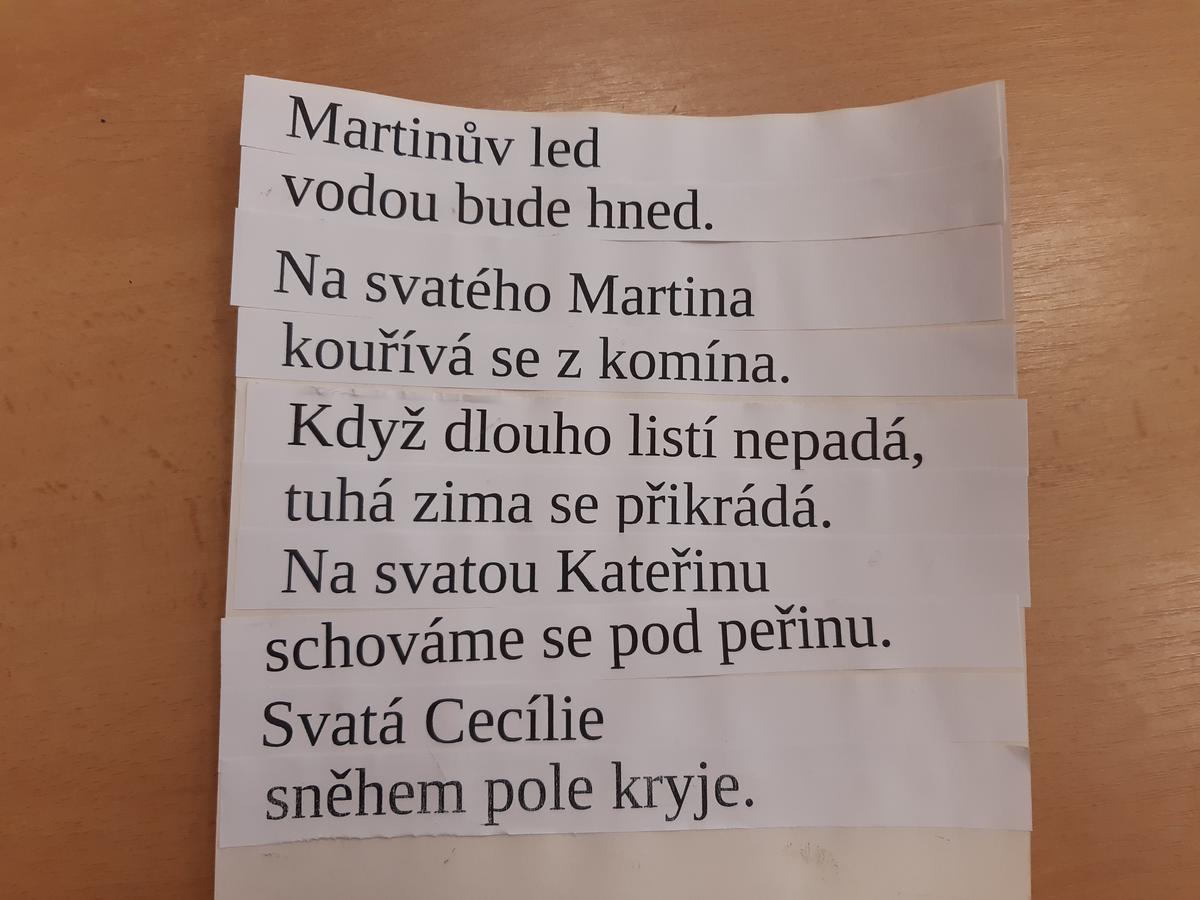 Martinův led
vodou bude hned.
Na svatého Martina
kouřívá se z komína.
Když dlouho listí nepadá,
tuhá zima se přikrádá.
Na svatou Kateřinu
schováme se pod peřinu.
Svatá Cecílie
sněhem pole kryje.